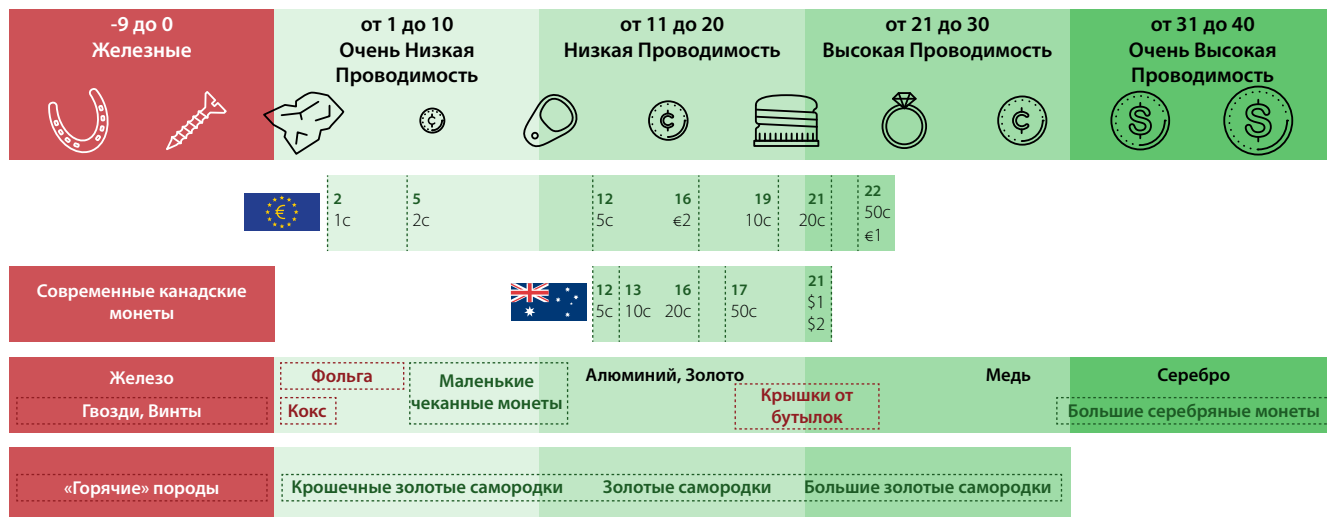 -9 до 0
Железные
от 1 до 10
Очень Низкая
Проводимость
от 11 до 20
Низкая Проводимость
от 21 до 30
Высокая Проводимость
от 31 до 40
Очень Высокая
Проводимость
¢
¢
¢
$
$
€
2
1c
5
2c
12
5c
16
€2
19
10c
21
20c
22
50c
€1
Современные канадские
монеты
12
5c
13
10c
16
20c
17
50c
21
$1
$2
Железо
Гвозди, Винты
Фольга
Кокс
Маленькие
чеканные монеты
Алюминий, Золото
Крышки от
бутылок
Медь
Серебро
Большие серебряные монеты
«Горячие» породы
Крошечные золотые самородки
Золотые самородки
Большие золотые самородки